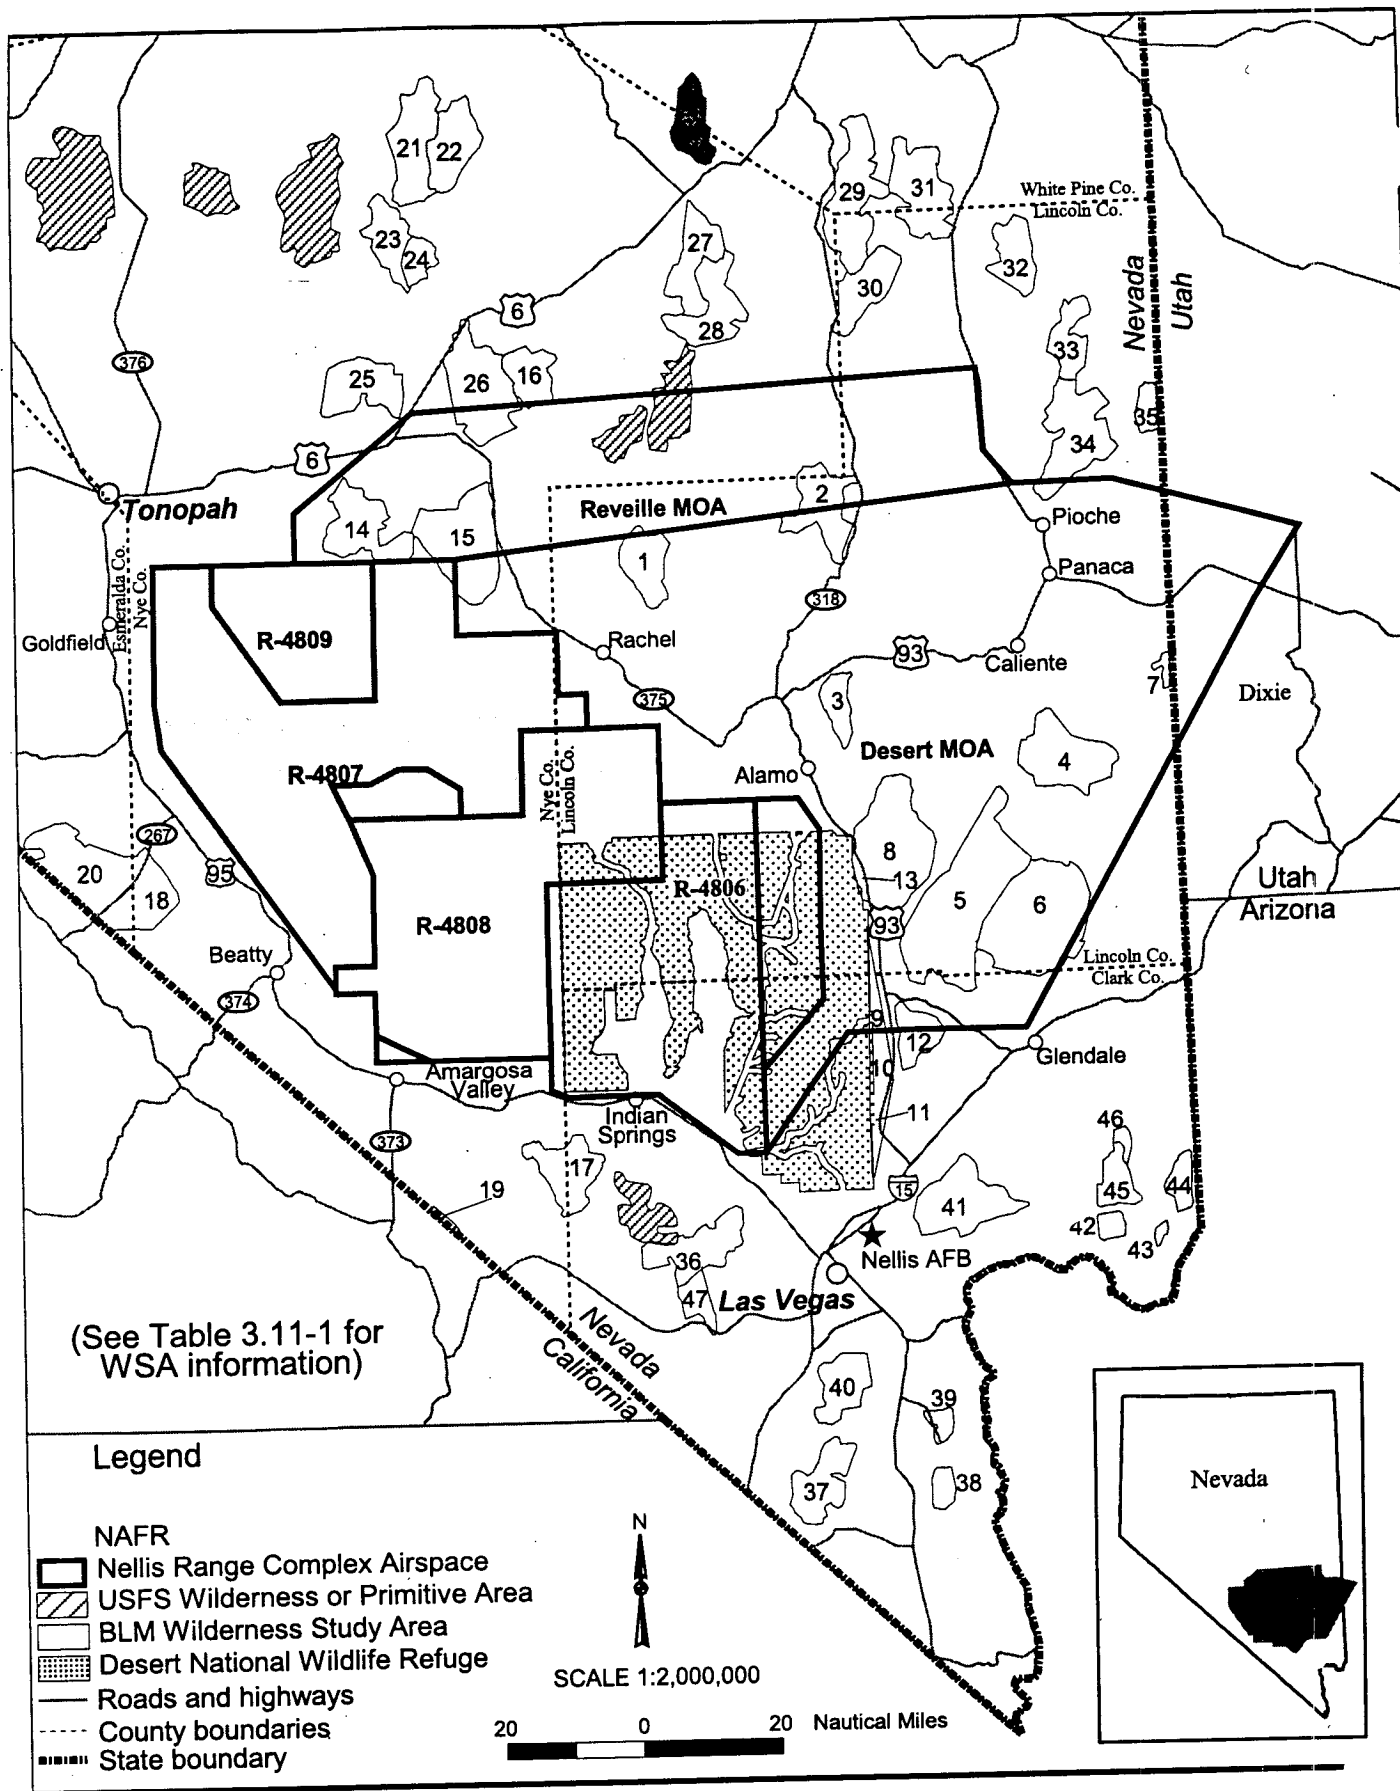 21
22
29
31
White Pine Co.
Lincoln Co.
23
24
27
32
Nevada
Utah
30
6
28
33
376
25
26
16
35
34
6
Tonopah
Reveille MOA
2
14
15
1
Pioche
Panaca
Esmeralda Co.
Nye Co.
318
Goldfield
R-4809
Rachel
93
Caliente
7
Dixie
375
3
Desert MOA
4
R-4807
Alamo
Nye Co.
Lincoln Co.
267
95
20
18
8
13
5
6
R-4806
93
Utah
Arizona
R-4808
Beatty
374
Lincoln Co.
Clark Co.
9
12
10
Glendale
Amargosa
Valley
Indian
Springs
11
46
373
17
19
15
41
45
44
42
43
Nellis AFB
36
47
Las Vegas
Nevada
California
(See Table 3.11-1 for
WSA information)
40
39
37
38
Legend
NAFR
Nellis Range Complex Airspace
USFS Wilderness or Primitive Area
BLM Wilderness Study Area
Desert National Wildlife Refuge
Roads and highways
County boundaries
State boundary
N
SCALE 1:2,000,000
20 0 20 Nautical Miles
Nevada